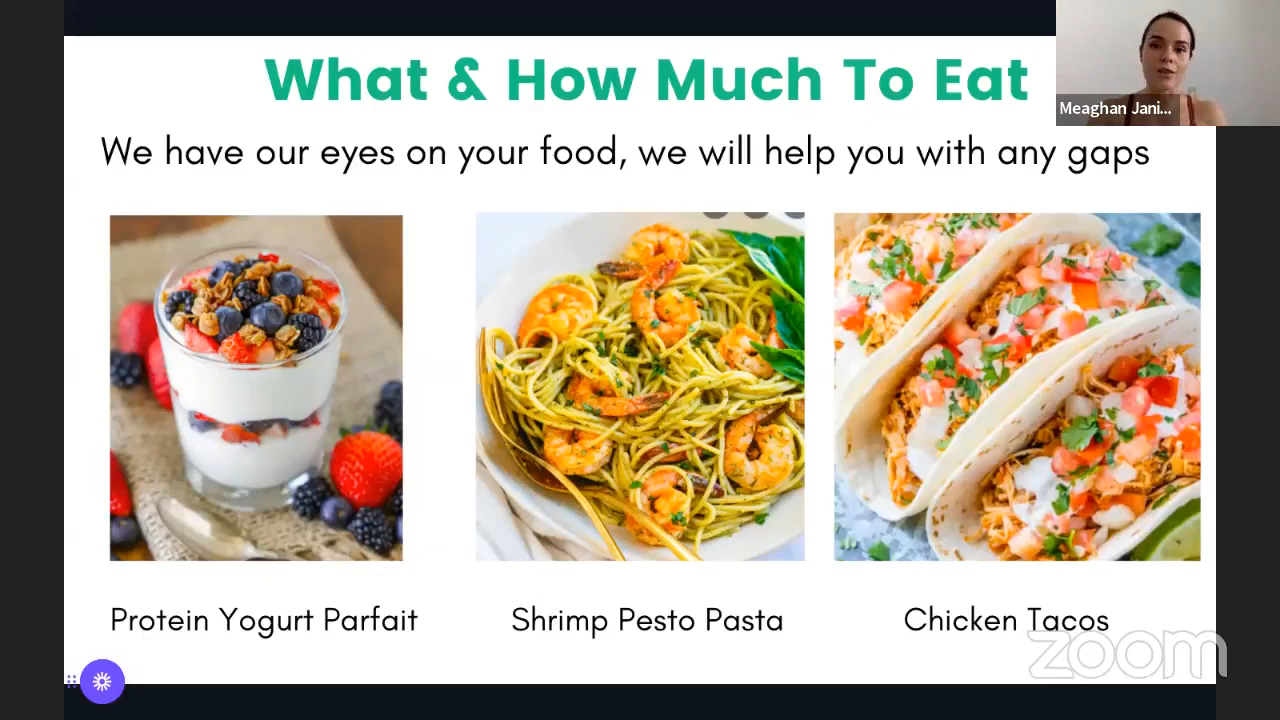 What & How Much To Eat
Meaghan Jani...
We have our eyes on your food, we will help you with any gaps
Protein Yogurt Parfait
Shrimp Pesto Pasta
Chicken Tacos
zoom